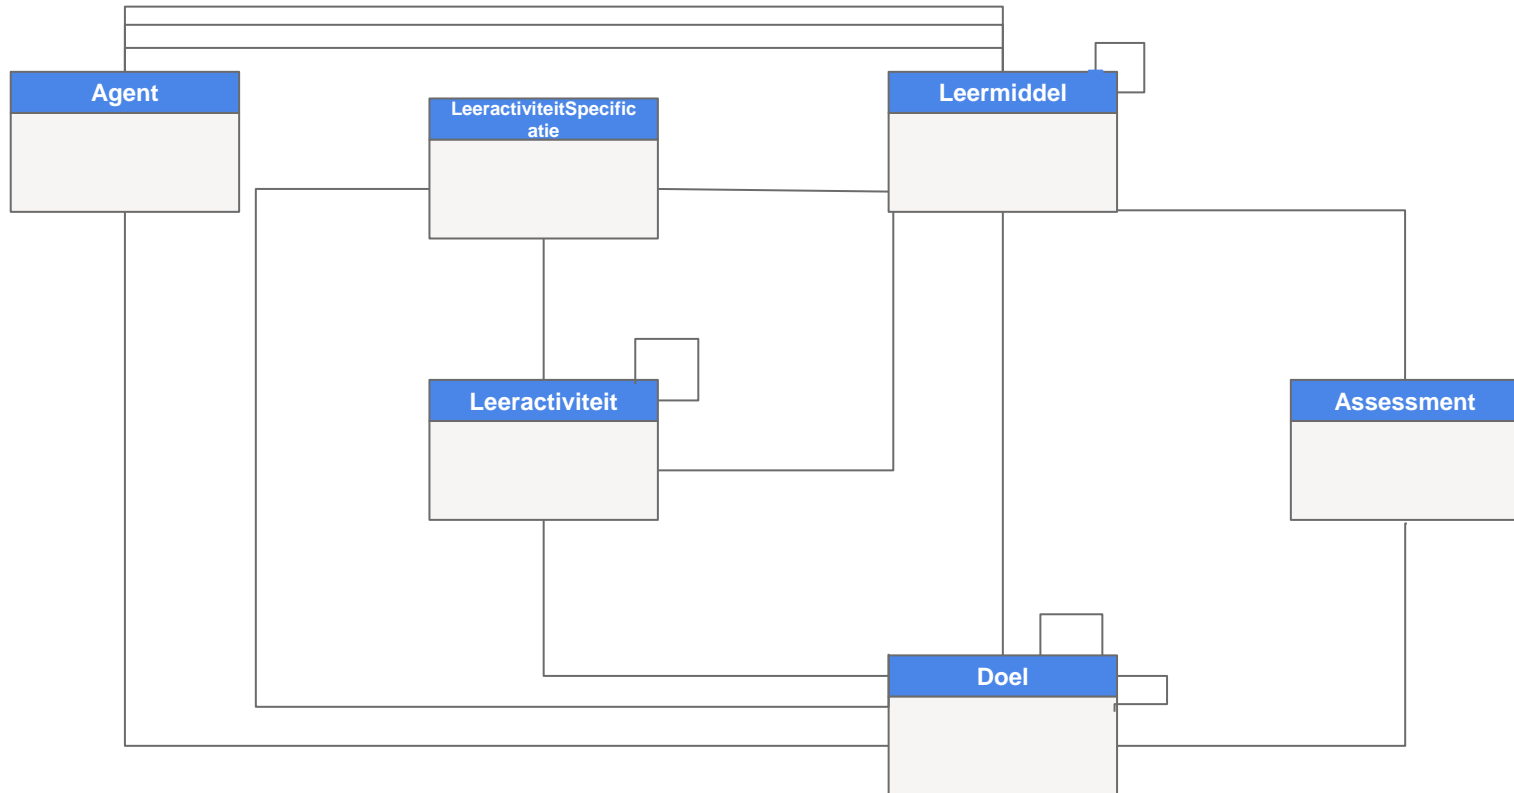 Agent
LeeractiviteitSpecific
atie
Leermiddel
Leeractiviteit
Assessment
Doel